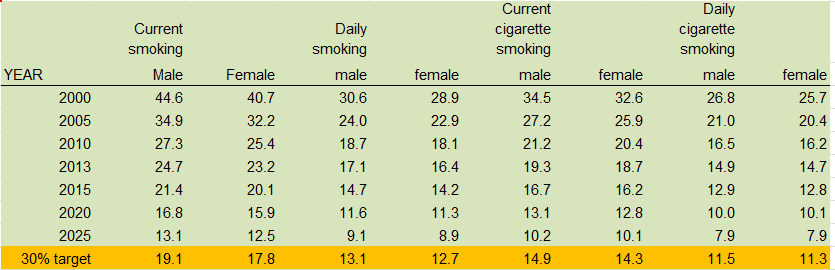 Current Daily Current Daily
cigarette cigarette
smoking smoking smoking smoking
YEAR Male Female male female male female male female
2000 44.6 40.7 30.6 28.9 34.5 32.6 26.8 25.7
2005 34.9 32.2 24.0 22.9 27.2 25.9 21.0 20.4
2010 27.3 25.4 18.7 18.1 21.2 20.4 16.5 16.2
2013 24.7 23.2 17.1 16.4 19.3 18.7 14.9 14.7
2015 21.4 20.1 14.7 14.2 16.7 16.2 12.9 12.8
2020 16.8 15.9 11.6 11.3 13.1 12.8 10.0 10.1
2025 13.1 12.5 9.1 8.9 10.2 10.1 7.9 7.9
30% target 19.1 17.8 13.1 12.7 14.9 14.3 11.5 11.3